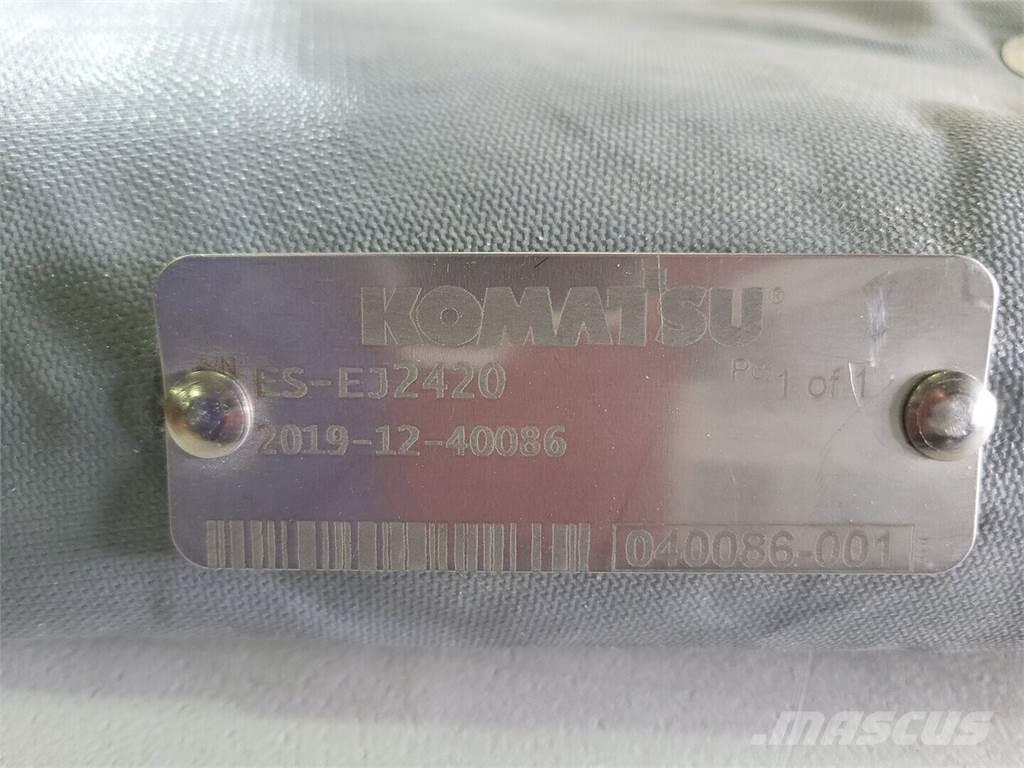 KOMATSU®
ES-EJ2420
Pc 1 of 1
2019-12-40086
040086-001
MASCUS